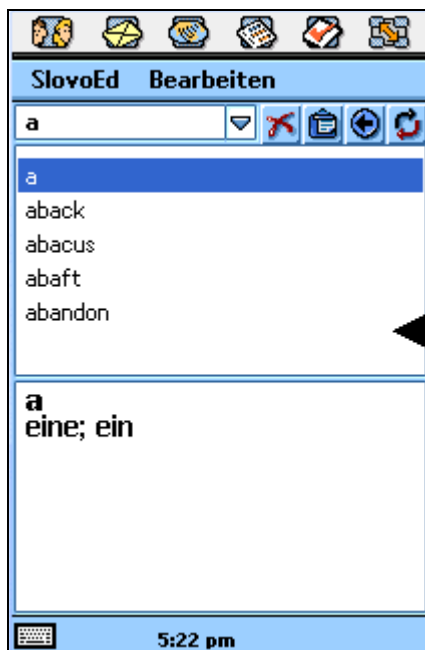 SlovoEd Bearbeiten
a
a
aback
abacus
abaft
abandon
a
eine; ein
5:22 pm